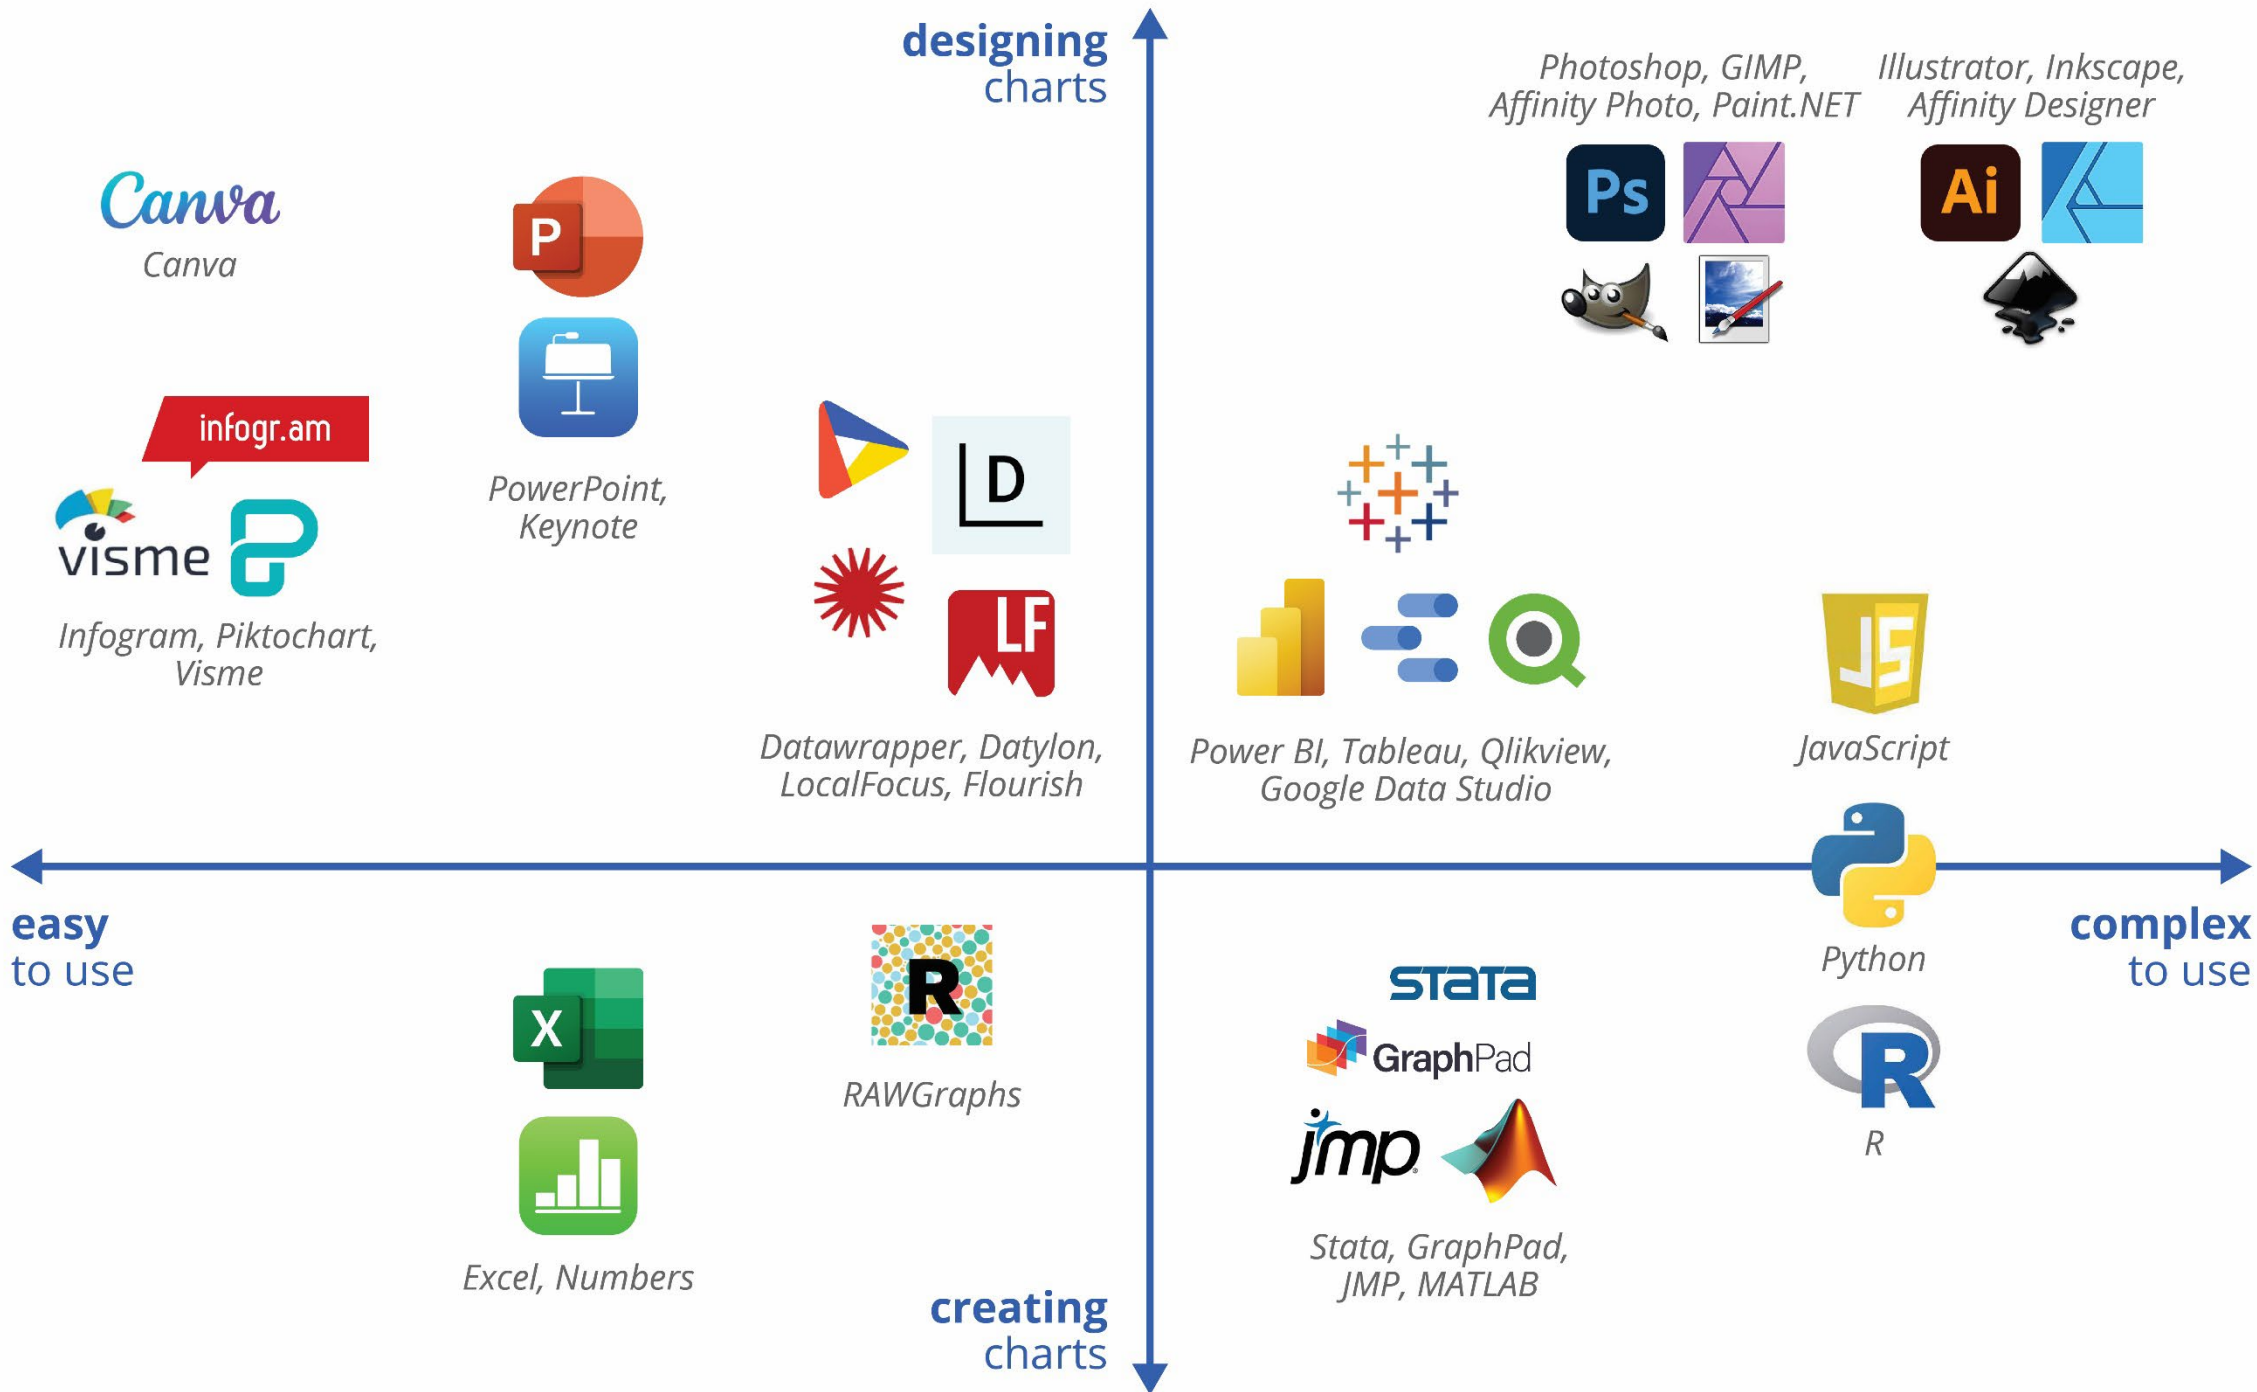 designing
charts
Photoshop, GIMP,
Affinity Photo, Paint.NET
Illustrator, Inkscape,
Affinity Designer
Ps
Ai
Canva
Canva
P
infogr.am
visme
Infogram, Piktochart,
Visme
PowerPoint,
Keynote
D
LF
Datawrapper, Datylon,
LocalFocus, Flourish
Power BI, Tableau, Qlikview,
Google Data Studio
JS
JavaScript
easy
to use
complex
to use
Python
X
Excel, Numbers
R
RAWGraphs
STATA
GraphPad
jmp
Stata, GraphPad,
JMP, MATLAB
R
R
creating
charts